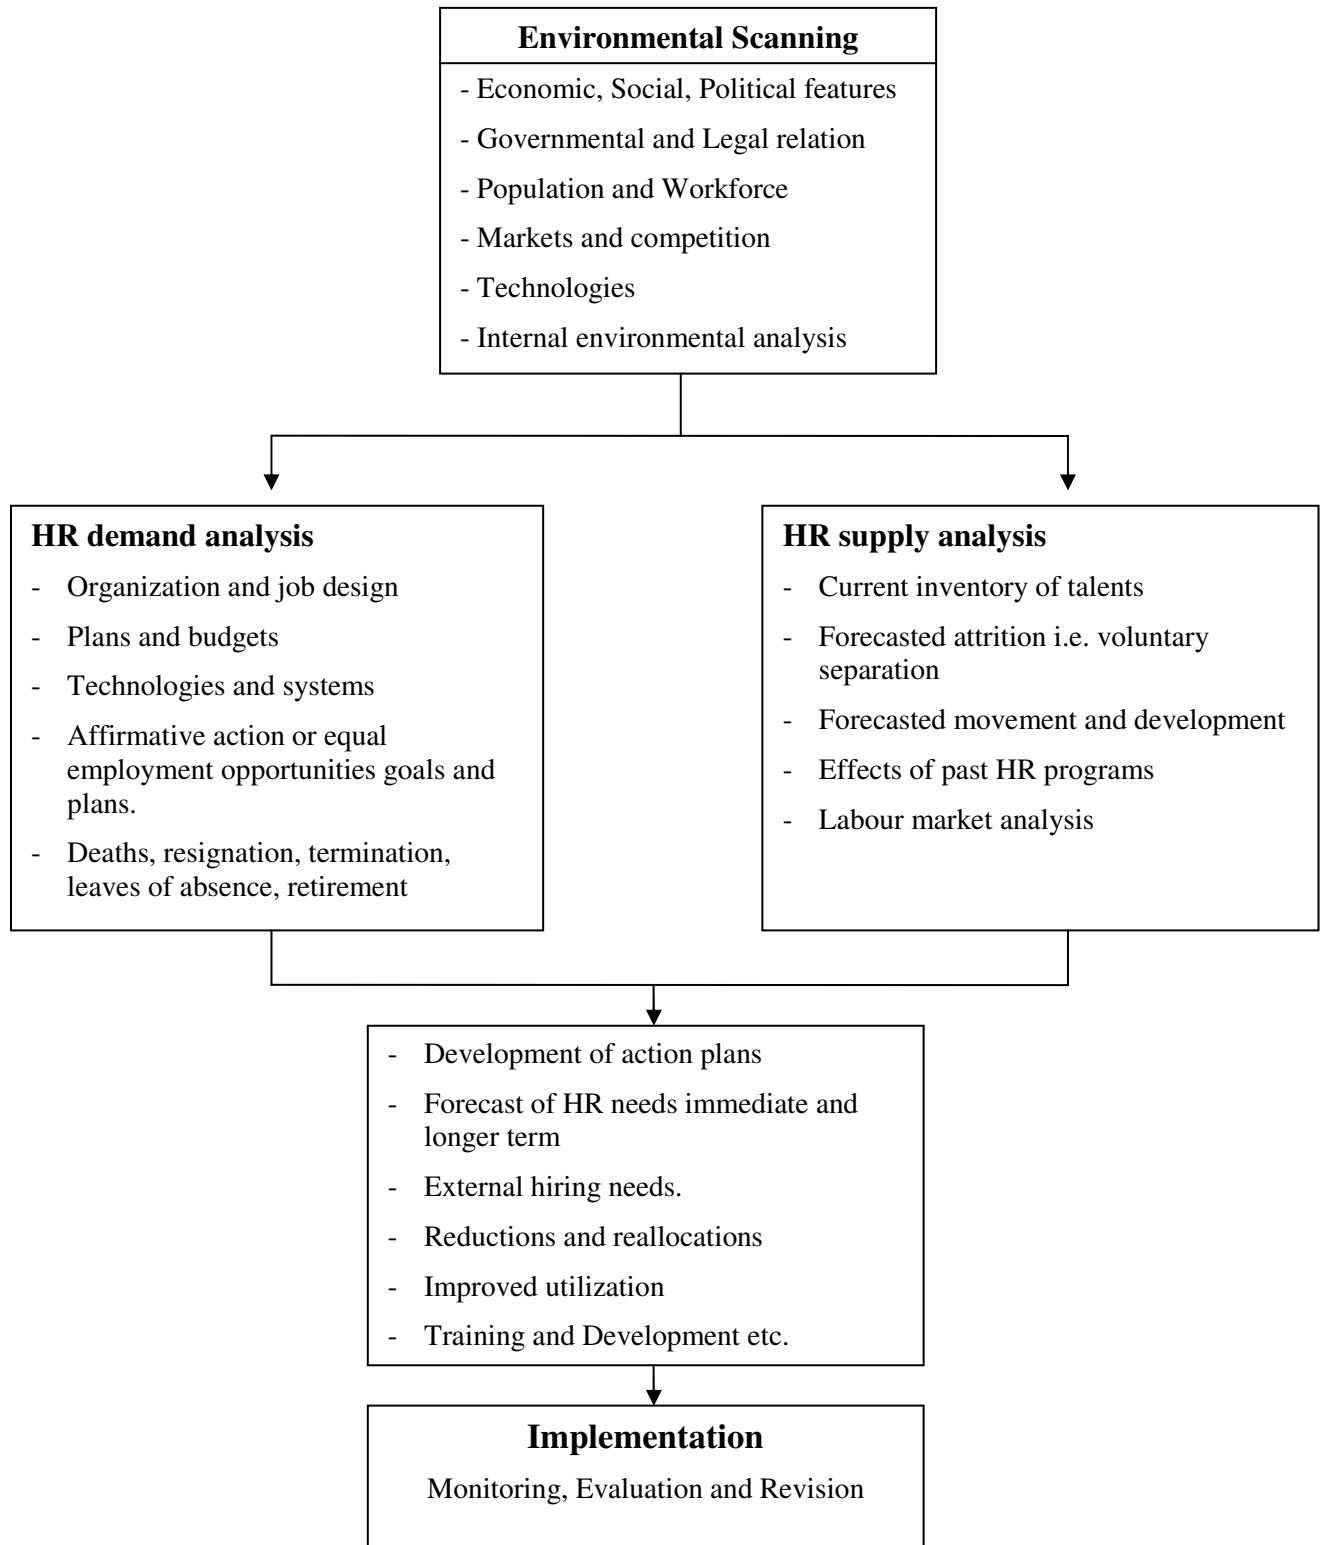 Environmental Scanning
- Economic, Social, Political features
- Governmental and Legal relation
- Population and Workforce
- Markets and competition
- Technologies
- Internal environmental analysis
HR demand analysis
- Organization and job design
- Plans and budgets
- Technologies and systems
- Affirmative action or equal
employment opportunities goals and
plans.
- Deaths, resignation, termination,
leaves of absence, retirement
HR supply analysis
- Current inventory of talents
- Forecasted attrition i.e. voluntary
separation
- Forecasted movement and development
- Effects of past HR programs
- Labour market analysis
- Development of action plans
- Forecast of HR needs immediate and
longer term
- External hiring needs.
- Reductions and reallocations
- Improved utilization
- Training and Development etc.
Implementation
Monitoring, Evaluation and Revision